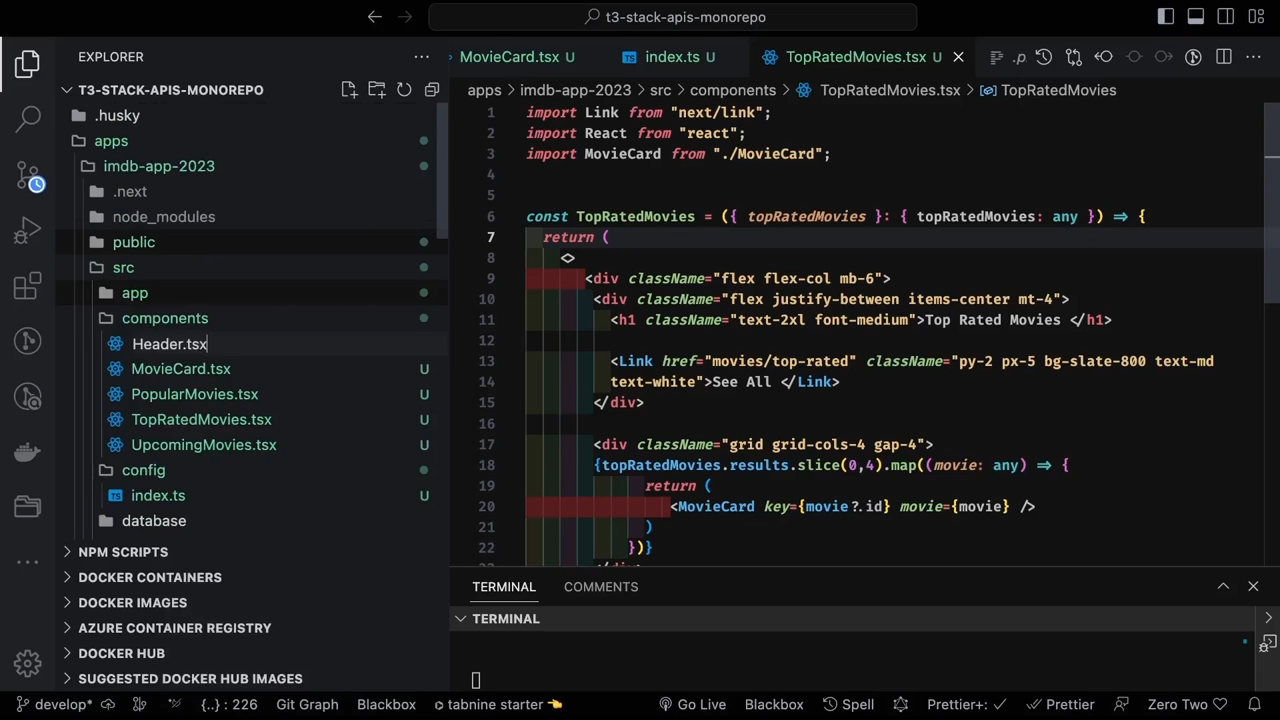 t3-stack-apis-monorepo
EXPLORER
T3-STACK-APIS-MONOREPO
.husky
apps
imdb-app-2023
.next
node_modules
public
src
app
components
Header.tsx
MovieCard.tsx U
PopularMovies.tsx U
TopRatedMovies.tsx U
UpcomingMovies.tsx U
config
TS index.ts U
database
NPM SCRIPTS
DOCKER CONTAINERS
DOCKER IMAGES
AZURE CONTAINER REGISTRY
DOCKER HUB
SUGGESTED DOCKER HUB IMAGES
MovieCard.tsx U TS index.ts U TopRatedMovies.tsx U .p
apps > imdb-app-2023 > src > components > TopRatedMovies.tsx > TopRatedMovies
1 import Link from "next/link";
2 import React from "react";
3 import MovieCard from "./MovieCard";
4
5
6 const TopRatedMovies = ({ topRatedMovies }: { topRatedMovies: any }) => {
7 return (
8 <>
9 <div className="flex flex-col mb-6">
10 <div className="flex justify-between items-center mt-4">
11 <h1 className="text-2xl font-medium">Top Rated Movies </h1>
12
13 <Link href="movies/top-rated" className="py-2 px-5 bg-slate-800 text-md
14 text-white">See All </Link>
15 </div>
16
17 <div className="grid grid-cols-4 gap-4">
18 {topRatedMovies.results.slice(0,4).map((movie: any) => {
19 return (
20 <MovieCard key={movie?.id} movie={movie} />
21 )
22 })}
</div>
TERMINAL COMMENTS
TERMINAL
develop* {..} : 226 Git Graph Blackbox tabnine starter Go Live Blackbox Spell Prettier+: Prettier Zero Two